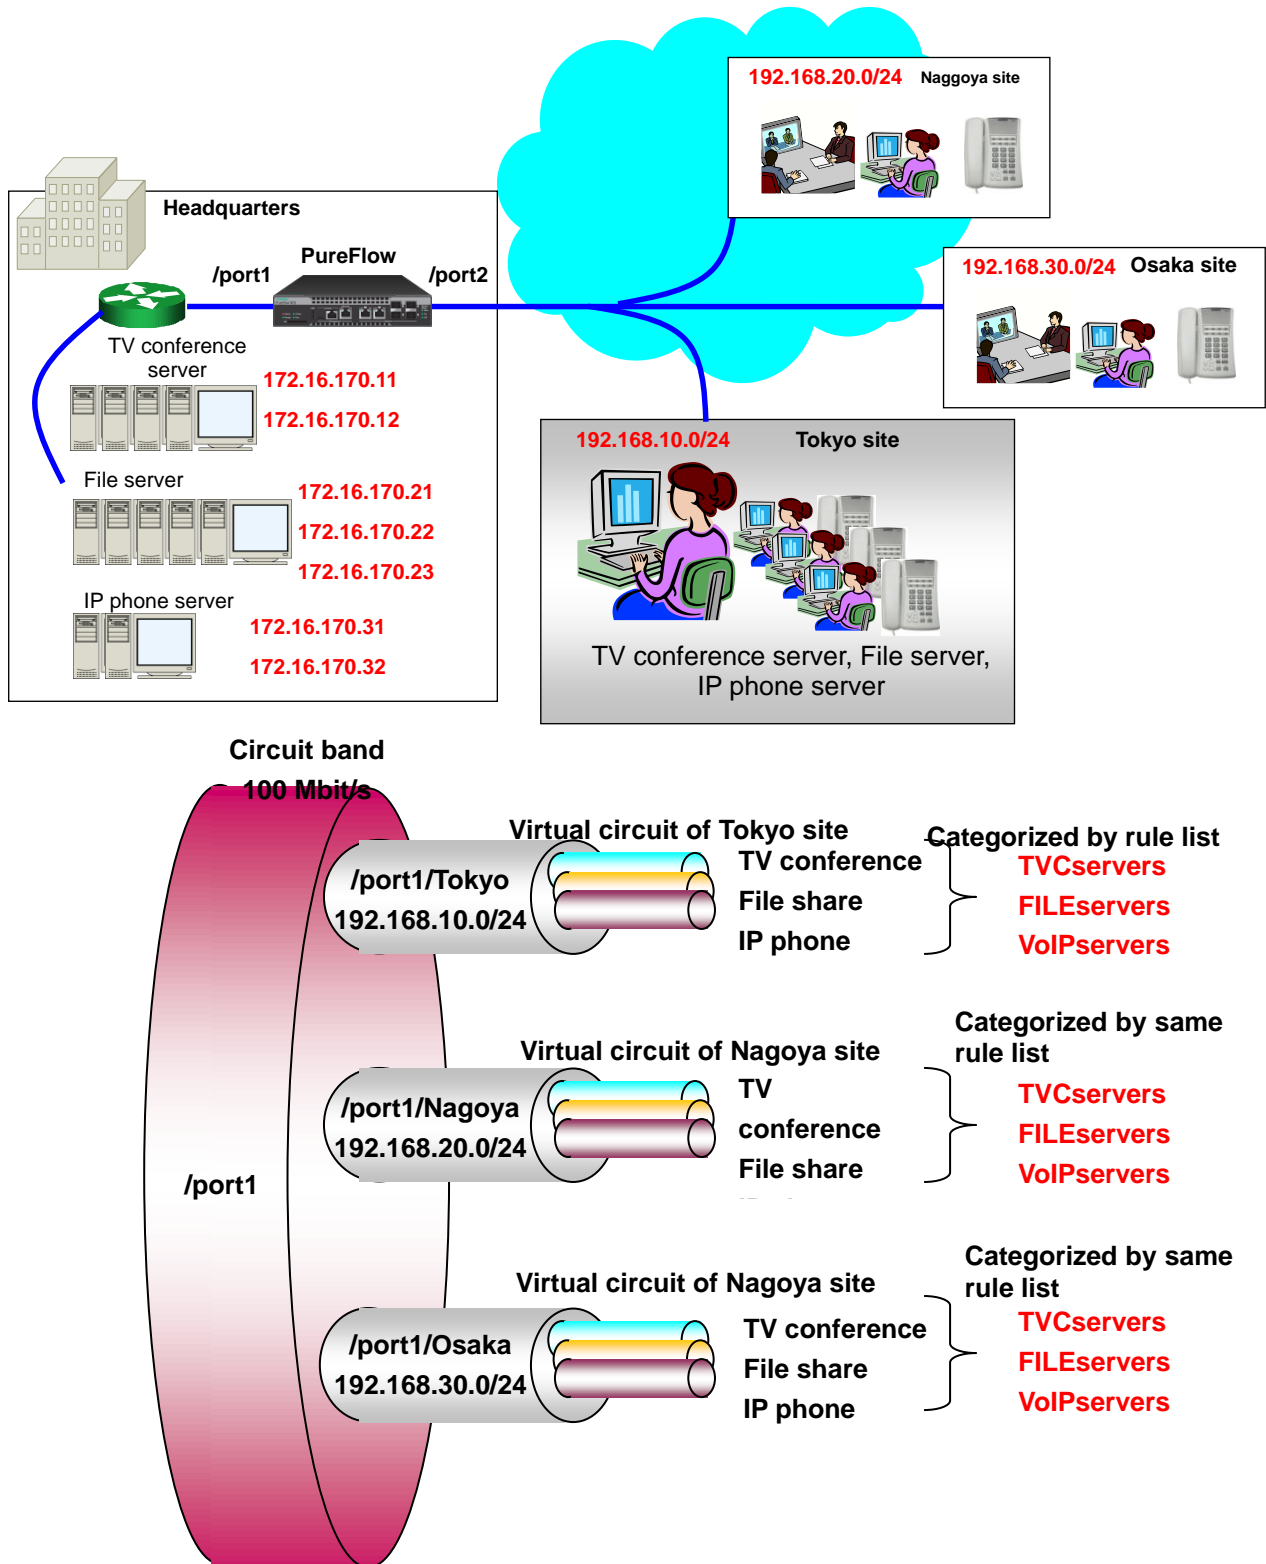 192.168.20.0/24 Naggoya site
Headquarters
PureFlow
/port1
/port2
192.168.30.0/24 Osaka site
TV conference
server
172.16.170.11
172.16.170.12
192.168.10.0/24 Tokyo site
File server
172.16.170.21
172.16.170.22
172.16.170.23
IP phone server
172.16.170.31
172.16.170.32
TV conference server, File server,
IP phone server
Circuit band
100 Mbit/s
Virtual circuit of Tokyo site
Categorized by rule list
/port1/Tokyo
192.168.10.0/24
TV conference
File share
IP phone
TVCservers
FILEservers
VoIPservers
Virtual circuit of Nagoya site
Categorized by same
rule list
/port1/Nagoya
192.168.20.0/24
TV
conference
File share
TVCservers
FILEservers
VoIPservers
/port1
Virtual circuit of Nagoya site
Categorized by same
rule list
/port1/Osaka
192.168.30.0/24
TV conference
File share
IP phone
TVCservers
FILEservers
VoIPservers